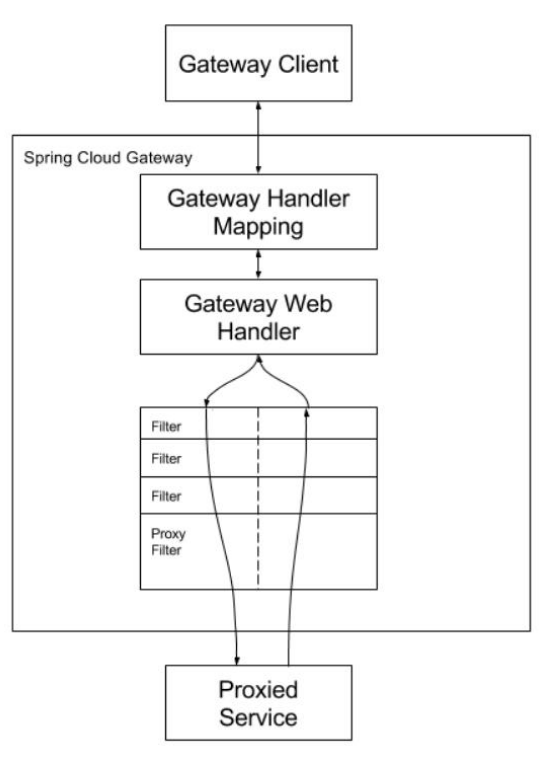 Gateway Client
Spring Cloud Gateway
Gateway Handler
Mapping
Gateway Web
Handler
Filter
Filter
Filter
Proxy
Filter
Proxied
Service